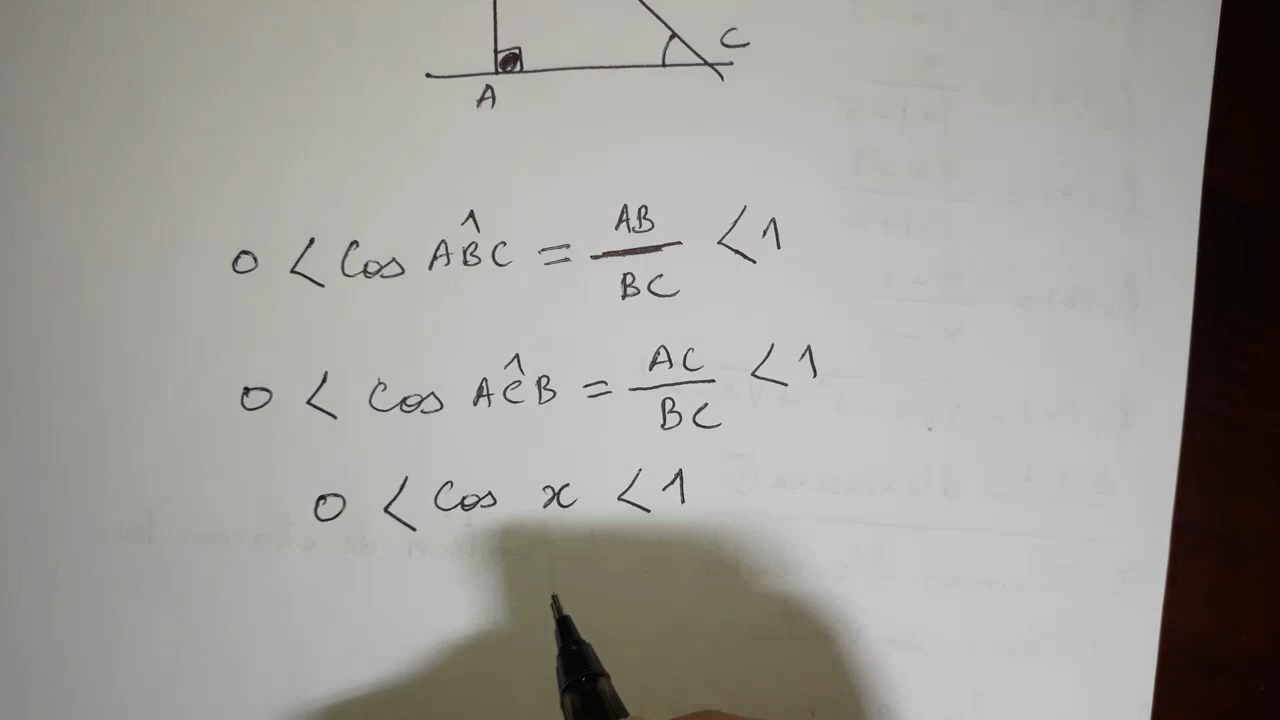 C
A
0 < Cos AB̂C = AB/BC < 1
0 < Cos AĈB = AC/BC < 1
0 < Cos x < 1